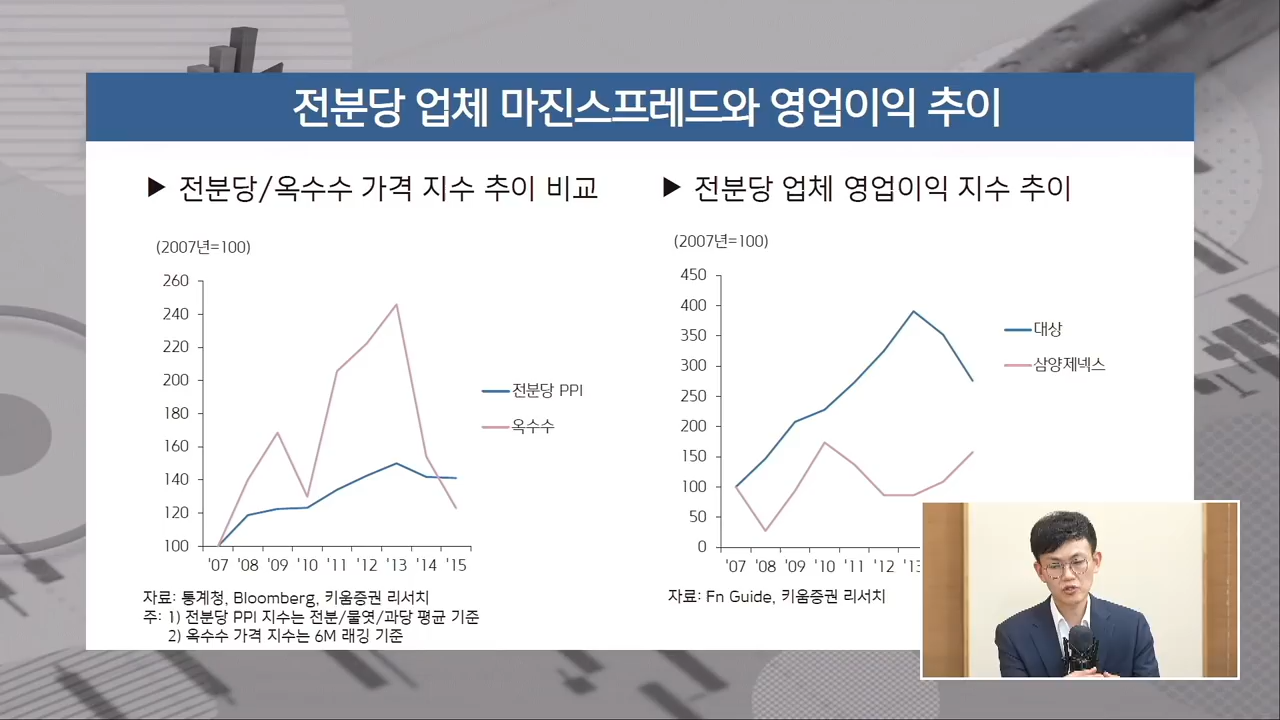 전분당 업체 마진스프레드와 영업이익 추이
▶ 전분당/옥수수 가격 지수 추이 비교
(2007년=100)
260
240
220
200
180
160
140
120
100
'07 '08 '09 '10 '11 '12 '13 '14 '15
전분당 PPI
옥수수
자료: 통계청, Bloomberg, 키움증권 리서치
주: 1) 전분당 PPI 지수는 전분/물엿/과당 평균 기준
2) 옥수수 가격 지수는 6M 래깅 기준
▶ 전분당 업체 영업이익 지수 추이
(2007년=100)
450
400
350
300
250
200
150
100
50
0
'07 '08 '09 '10 '11 '12
대상
삼양제넥스
자료: Fn Guide, 키움증권 리서치